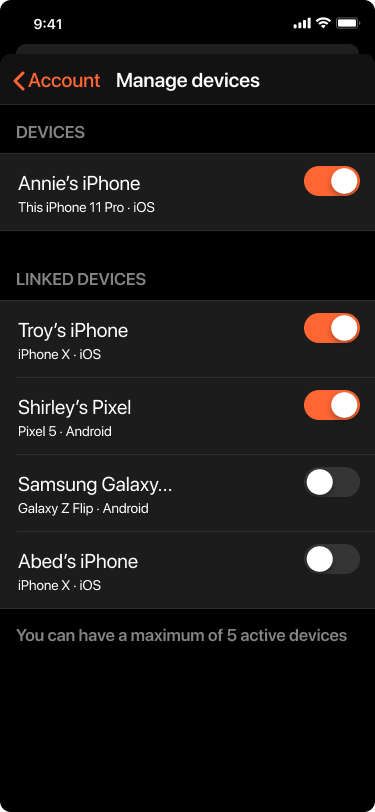 9:41
Account Manage devices
DEVICES
Annie's iPhone
This iPhone 11 Pro · iOS
LINKED DEVICES
Troy's iPhone
iPhone X · iOS
Shirley's Pixel
Pixel 5 · Android
Samsung Galaxy...
Galaxy Z Flip · Android
Abed's iPhone
iPhone X · iOS
You can have a maximum of 5 active devices